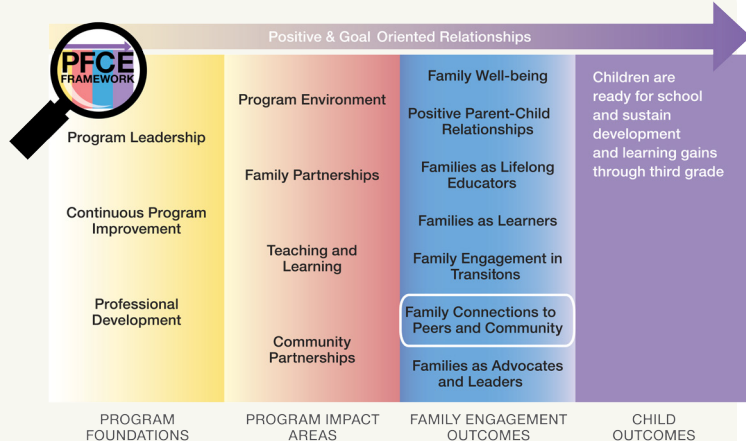 Positive & Goal Oriented Relationships
PFCE
FRAMEWORK
Program Leadership
Continuous Program
Improvement
Professional
Development
PROGRAM
FOUNDATIONS
Program Environment
Family Partnerships
Teaching and
Learning
Community
Partnerships
PROGRAM IMPACT
AREAS
Family Well-being
Positive Parent-Child
Relationships
Families as Lifelong
Educators
Families as Learners
Family Engagement in
Transitons
Family Connections to
Peers and Community
Families as Advocates
and Leaders
FAMILY ENGAGEMENT
OUTCOMES
Children are
ready for school
and sustain
development
and learning gains
through third grade
CHILD
OUTCOMES